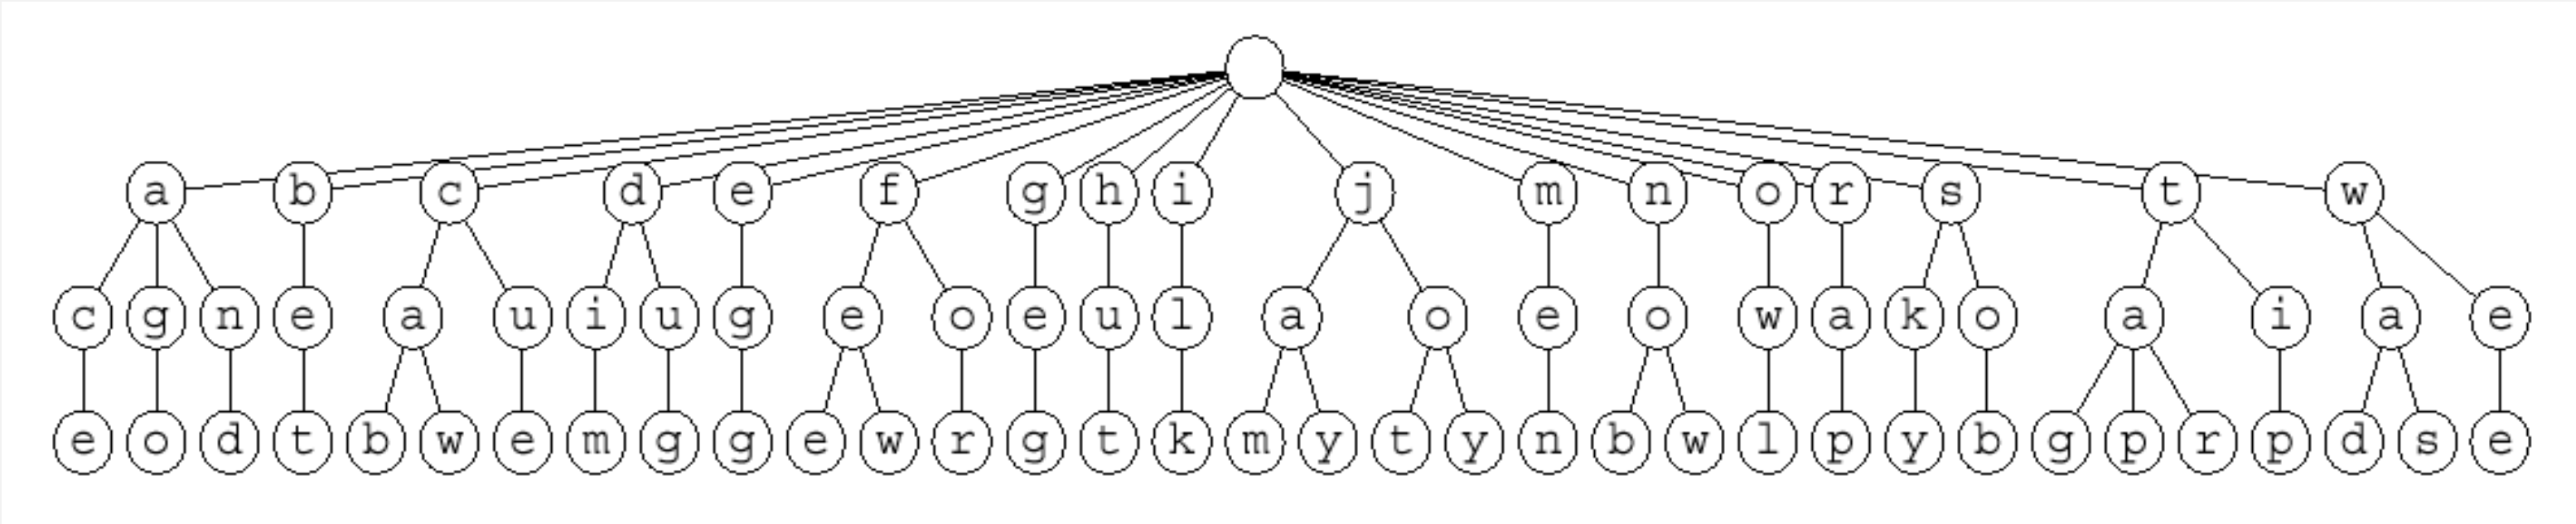 a b c d e f g h i j m n o r s t w
c g n e a u i u g e o e u l a o e o w a k o a i a e
e o d t b w e m g g e w r g t k m y t y n b w l p y b g p r p d s e